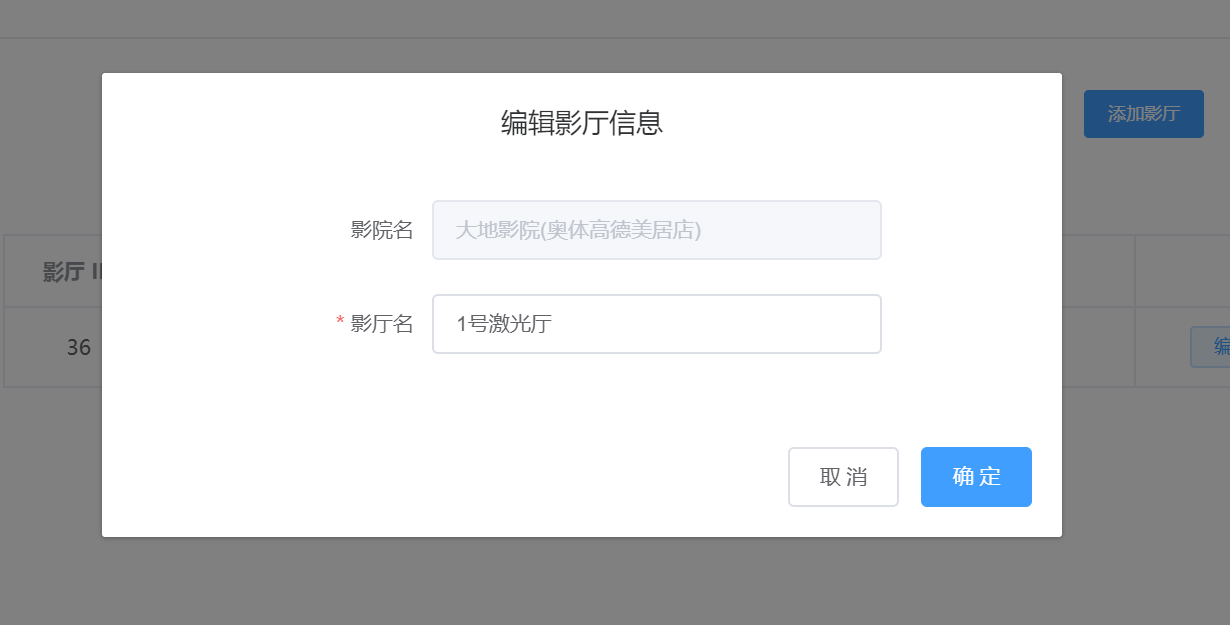 编辑影厅信息
添加影厅
影院名 大地影院(奥体高德美居店)
影厅 I
* 影厅名 1号激光厅
36
编
取 消 确 定